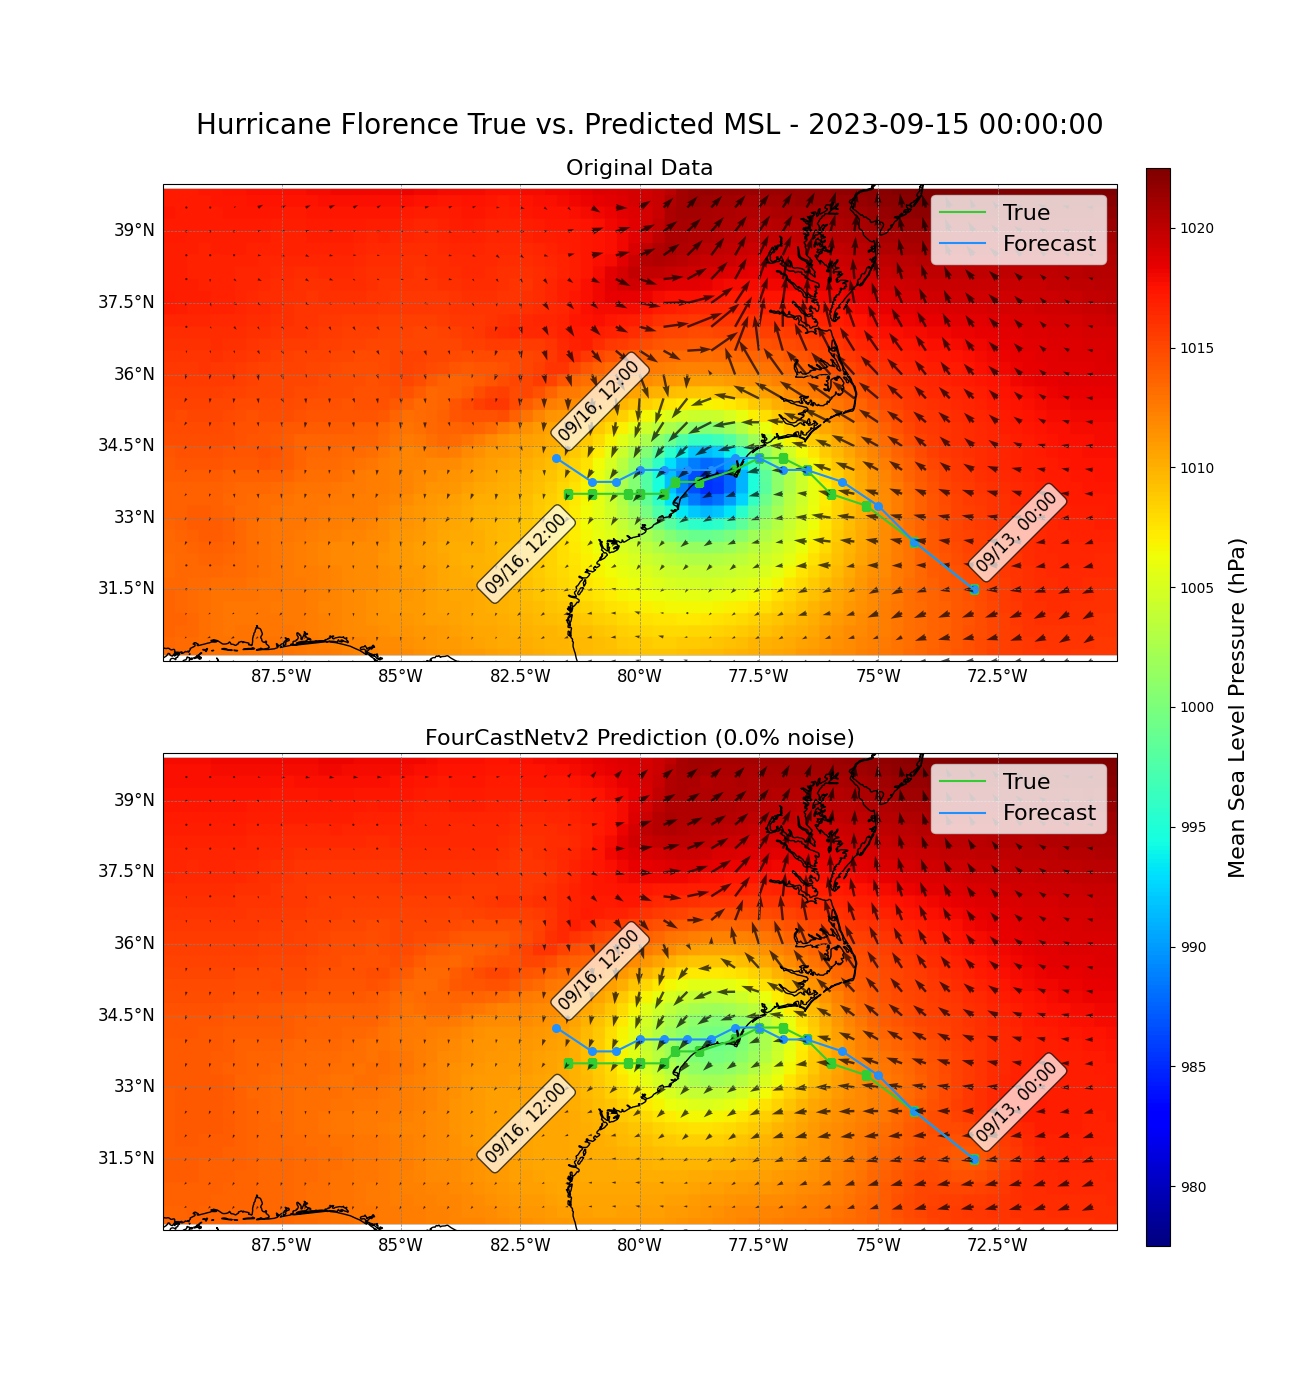 Hurricane Florence True vs. Predicted MSL - 2023-09-15 00:00:00
Original Data
True
Forecast
39°N
37.5°N
36°N
34.5°N
33°N
31.5°N
09/16, 12:00
09/16, 12:00
09/13, 00:00
87.5°W 85°W 82.5°W 80°W 77.5°W 75°W 72.5°W
FourCastNetv2 Prediction (0.0% noise)
True
Forecast
39°N
37.5°N
36°N
34.5°N
33°N
31.5°N
09/16, 12:00
09/16, 12:00
09/13, 00:00
87.5°W 85°W 82.5°W 80°W 77.5°W 75°W 72.5°W
1020
1015
1010
1005
1000
995
990
985
980
Mean Sea Level Pressure (hPa)